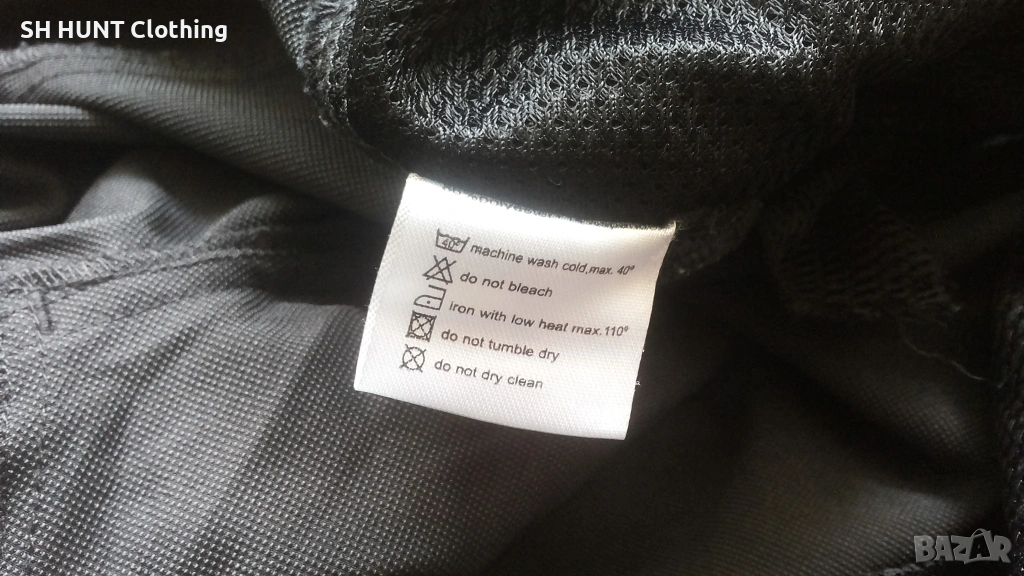 SH HUNT Clothing
40° machine wash cold,max. 40°
do not bleach
Iron with low heat max.110°
do not tumble dry
do not dry clean
BAZAR